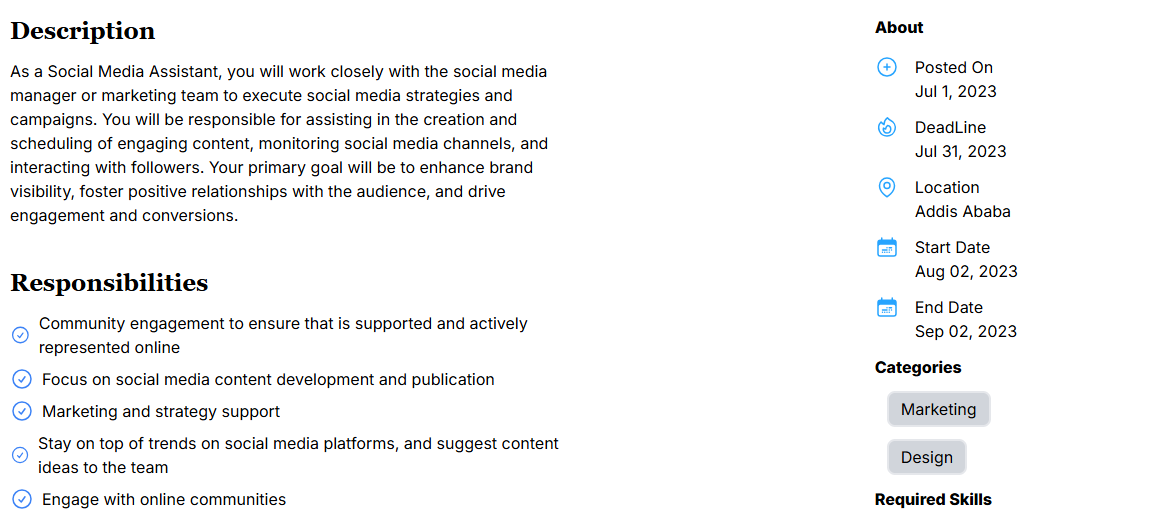 Description
As a Social Media Assistant, you will work closely with the social media
manager or marketing team to execute social media strategies and
campaigns. You will be responsible for assisting in the creation and
scheduling of engaging content, monitoring social media channels, and
interacting with followers. Your primary goal will be to enhance brand
visibility, foster positive relationships with the audience, and drive
engagement and conversions.
Responsibilities
Community engagement to ensure that is supported and actively
represented online
Focus on social media content development and publication
Marketing and strategy support
Stay on top of trends on social media platforms, and suggest content
ideas to the team
Engage with online communities
About
Posted On
Jul 1, 2023
DeadLine
Jul 31, 2023
Location
Addis Ababa
Start Date
Aug 02, 2023
End Date
Sep 02, 2023
Categories
Marketing
Design
Required Skills